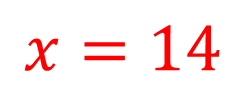 x = 14